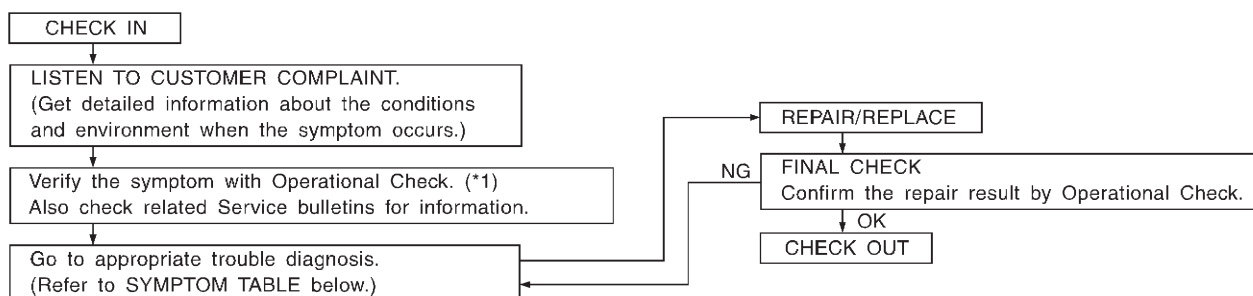 CHECK IN
LISTEN TO CUSTOMER COMPLAINT.
(Get detailed information about the conditions
and environment when the symptom occurs.)
Verify the symptom with Operational Check. (*1)
Also check related Service bulletins for information.
Go to appropriate trouble diagnosis.
(Refer to SYMPTOM TABLE below.)
REPAIR/REPLACE
NG
FINAL CHECK
Confirm the repair result by Operational Check.
OK
CHECK OUT